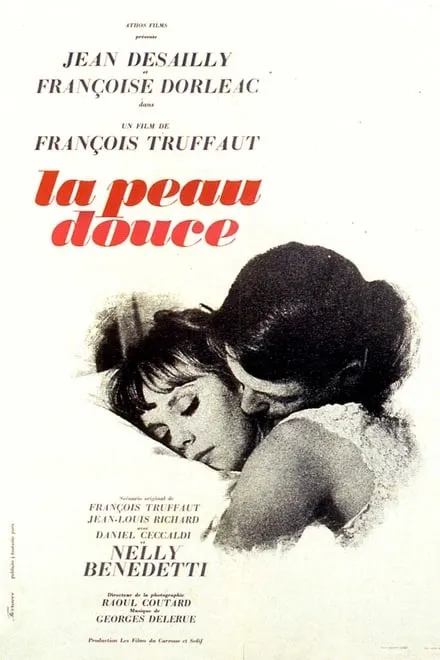 ATHOS FILMS
présente
JEAN DESAILLY
et
FRANÇOISE DORLEAC
dans
UN FILM DE
FRANÇOIS TRUFFAUT
la peau
douce
Scénario original de
FRANÇOIS TRUFFAUT
JEAN-LOUIS RICHARD
avec
DANIEL CECCALDI
et
NELLY
BENEDETTI
Directeur de la photographie
RAOUL COUTARD
Musique de
GEORGES DELERUE
Production Les Films du Carrosse et Sedif